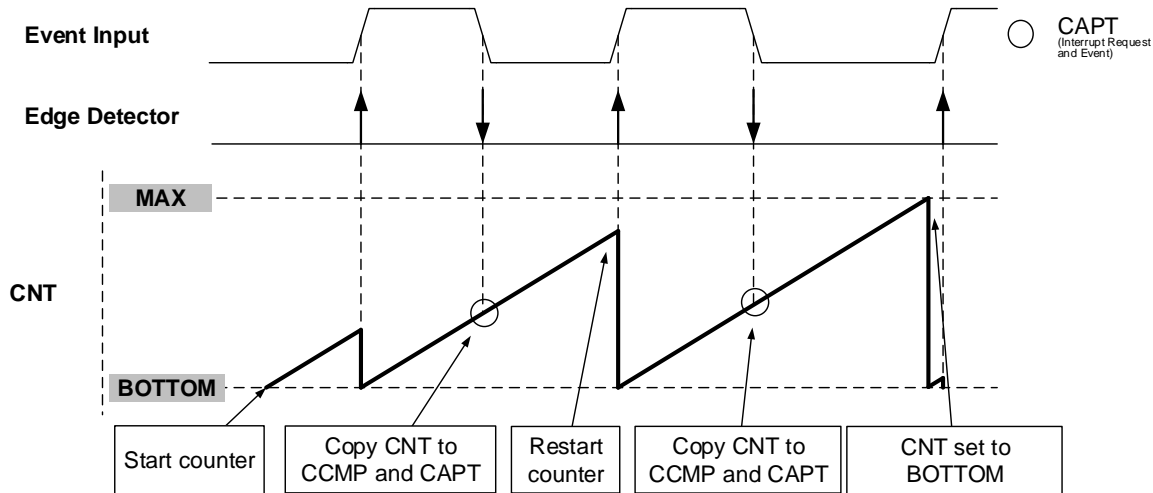 Event Input
CAPT
(Interrupt Request
and Event)
Edge Detector
MAX
CNT
BOTTOM
Start counter
Copy CNT to
CCMP and CAPT
Restart
counter
Copy CNT to
CCMP and CAPT
CNT set to
BOTTOM